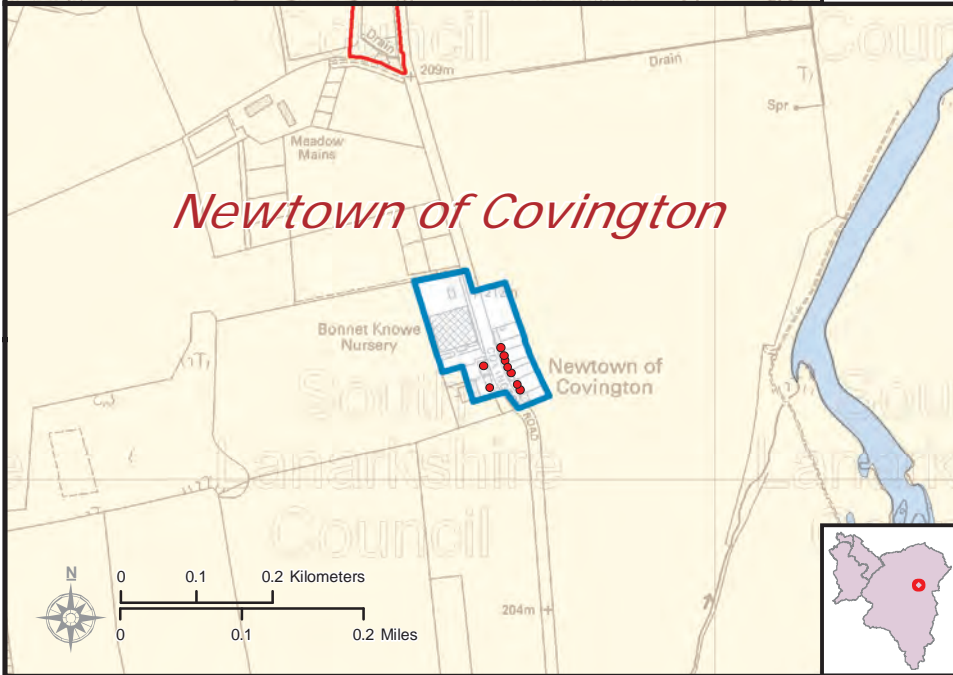 Council
Drain
209m
Drain
Spr
Meadow
Mains
Newtown of Covington
212m
Bonnet Knowe
Nursery
Newtown of
Covington
South
Lanarkshire
Council
ROAD
N
0 0.1 0.2 Kilometers
0 0.1 0.2 Miles
204m